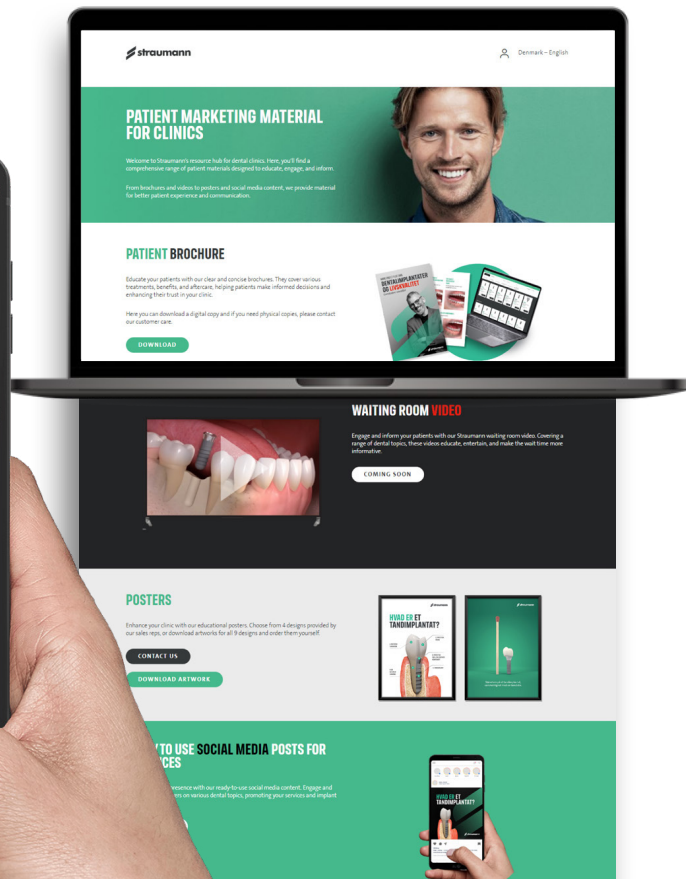 straumann
Denmark – English
PATIENT MARKETING MATERIAL
FOR CLINICS
Welcome to Straumann's resource hub for dental clinics. Here, you'll find a
comprehensive range of patient materials designed to educate, engage, and inform.
From brochures and videos to posters and social media content, we provide material
for better patient experience and communication.
PATIENT BROCHURE
Educate your patients with our clear and concise brochures. They cover various
treatments, benefits, and aftercare, helping patients make informed decisions and
enhancing their trust in your clinic.
Here you can download a digital copy and if you need physical copies, please contact
our customer care.
DOWNLOAD
DENTALIMPLANTATER
OG LIVSKVALITET
WAITING ROOM VIDEO
Engage and inform your patients with our Straumann waiting room video. Covering a
range of dental topics, these videos educate, entertain, and make the wait time more
informative.
COMING SOON
POSTERS
Enhance your clinic with our educational posters. Choose from 4 designs provided by
our sales reps, or download artworks for all 9 designs and order them yourself.
CONTACT US
DOWNLOAD ARTWORK
straumann
HVAD ER ET
TANDIMPLANTAT?
straumann
TO USE SOCIAL MEDIA POSTS FOR
CES
esence with our ready-to-use social media content. Engage and
ers on various dental topics, promoting your services and implant
HVAD ER ET
TANDIMPLANTAT?